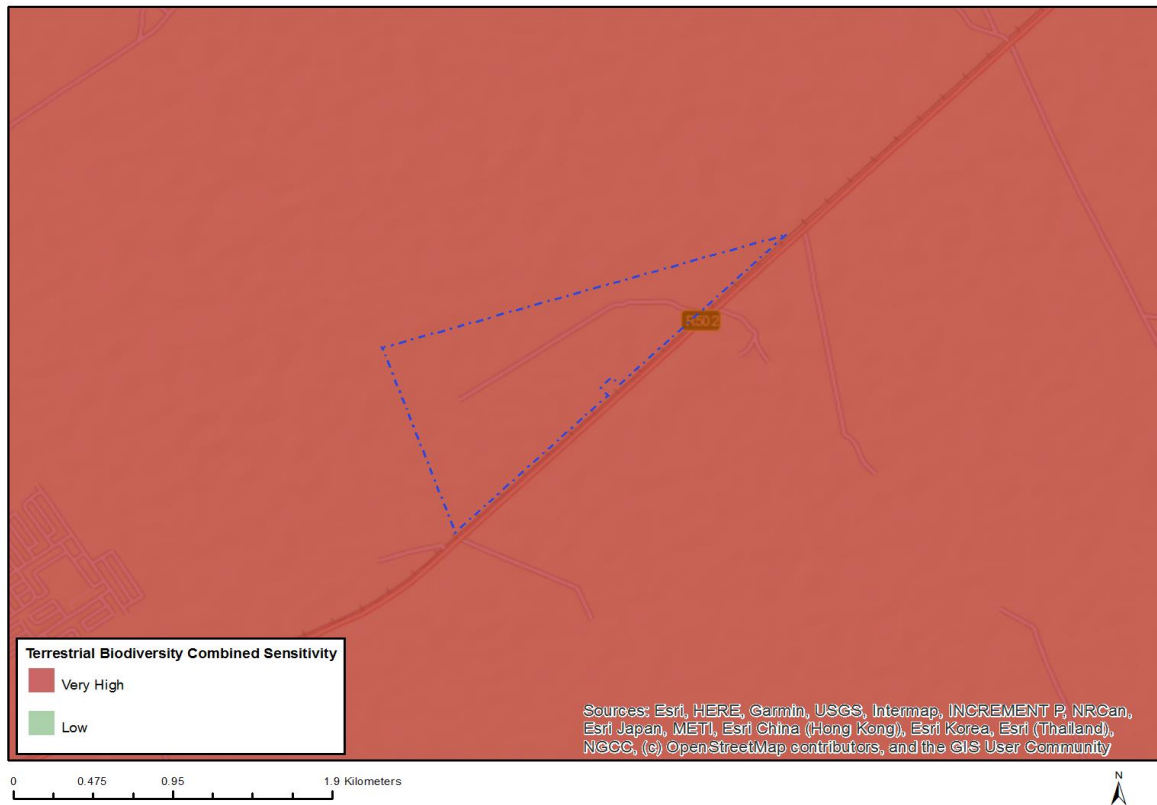 R502
Terrestrial Biodiversity Combined Sensitivity
Very High
Low
Sources: Esri, HERE, Garmin, USGS, Intermap, INCREMENT P, NRCan,
Esri Japan, METI, Esri China (Hong Kong), Esri Korea, Esri (Thailand),
NGCC, (c) OpenStreetMap contributors, and the GIS User Community
0 0.475 0.95 1.9 Kilometers
N